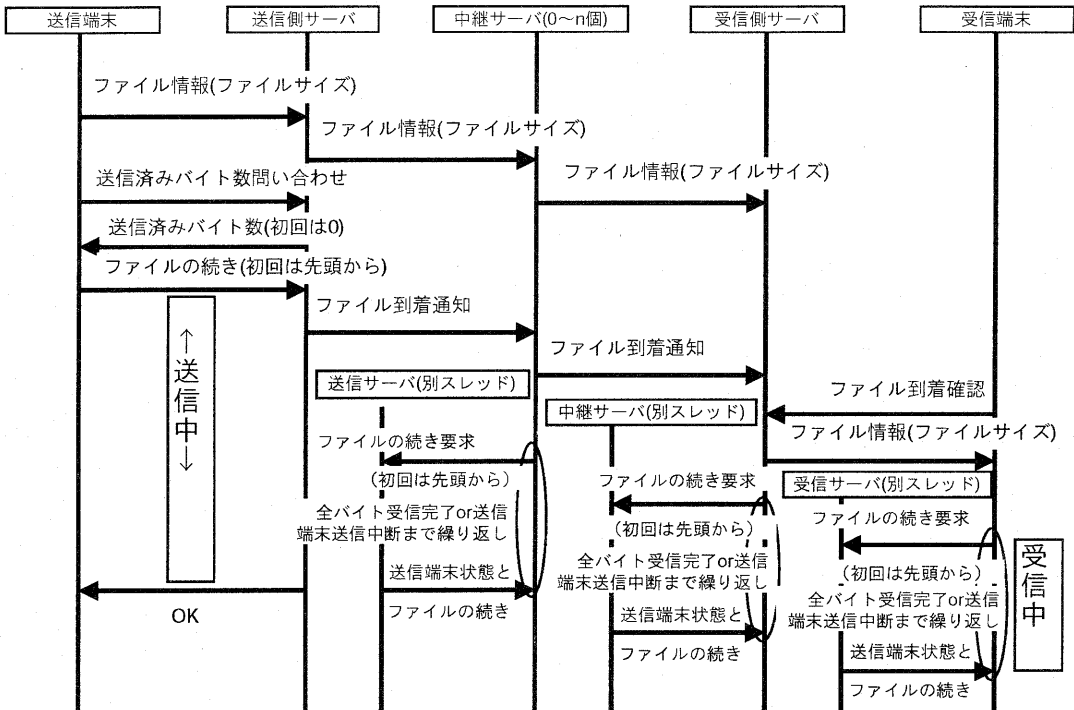 送信端末
送信側サーバ
中継サーバ(0～n個)
受信側サーバ
受信端末
ファイル情報(ファイルサイズ)
ファイル情報(ファイルサイズ)
ファイル情報(ファイルサイズ)
送信済みバイト数問い合わせ
送信済みバイト数(初回は0)
ファイルの続き(初回は先頭から)
ファイル到着通知
ファイル到着通知
↑送信中↓
送信サーバ(別スレッド)
ファイル到着確認
中継サーバ(別スレッド)
ファイル情報(ファイルサイズ)
ファイルの続き要求
(初回は先頭から)
全バイト受信完了or送信
端末送信中断まで繰り返し
送信端末状態と
ファイルの続き
OK
ファイルの続き要求
(初回は先頭から)
全バイト受信完了or送信
端末送信中断まで繰り返し
送信端末状態と
ファイルの続き
受信サーバ(別スレッド)
ファイルの続き要求
(初回は先頭から)
全バイト受信完了or送信
端末送信中断まで繰り返し
送信端末状態と
ファイルの続き
受信中